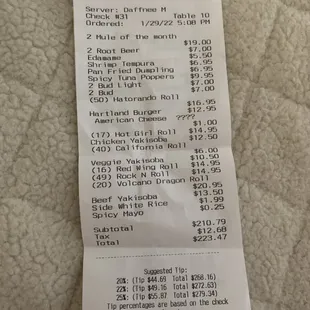 Server: Daffnee M
Check #31 Table 10
Ordered: 1/29/22 5:08 PM
2 Mule of the month $19.00
2 Root Beer $7.00
Edamame $5.50
Shrimp Tempura $6.95
Pan Fried Dumpling $6.95
Spicy Tuna Poppers $9.95
2 Bud Light $7.00
2 Bud $7.00
(50) Hatorando Roll $16.95
Hartland Burger $12.95
American Cheese ????
$1.00
(17) Hot Girl Roll $14.95
Chicken Yakisoba $12.50
(40) California Roll
$6.00
Veggie Yakisoba $10.50
(16) Red Wing Roll $14.95
(49) Rock N Roll $14.95
(20) Volcano Dragon Roll
$20.95
Beef Yakisoba $13.50
Side White Rice $1.99
Spicy Mayo $0.25
Subtotal $210.79
Tax $12.68
Total $223.47
Suggested Tip:
20%: (Tip $44.69 Total $268.16)
22%: (Tip $49.16 Total $272.63)
25%: (Tip $55.87 Total $279.34)
Tip percentages are based on the check